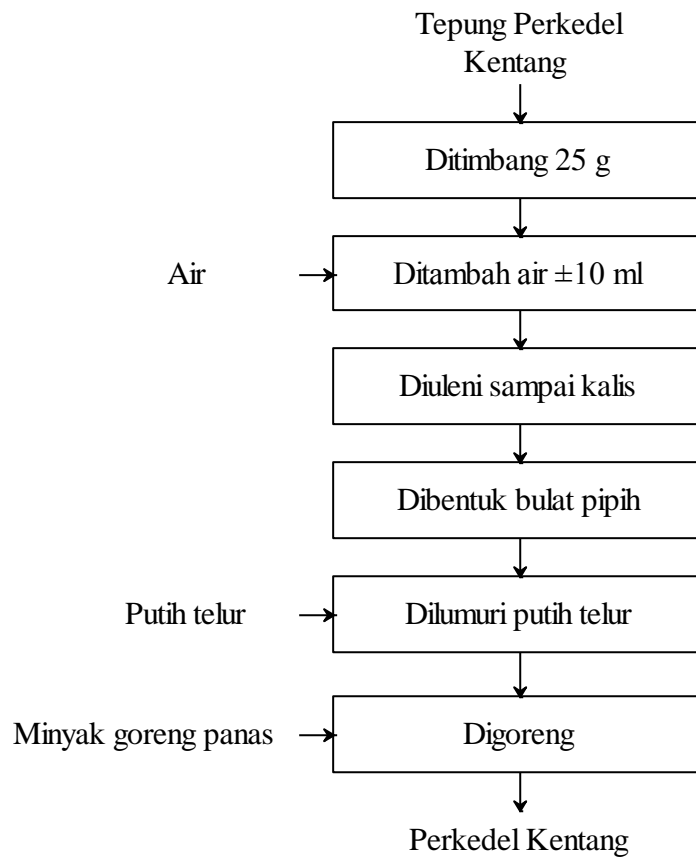 Tepung Perkedel
Kentang
Ditimbang 25 g
Air
Ditambah air ±10 ml
Diuleni sampai kalis
Dibentuk bulat pipih
Putih telur
Dilumuri putih telur
Minyak goreng panas
Digoreng
Perkedel Kentang